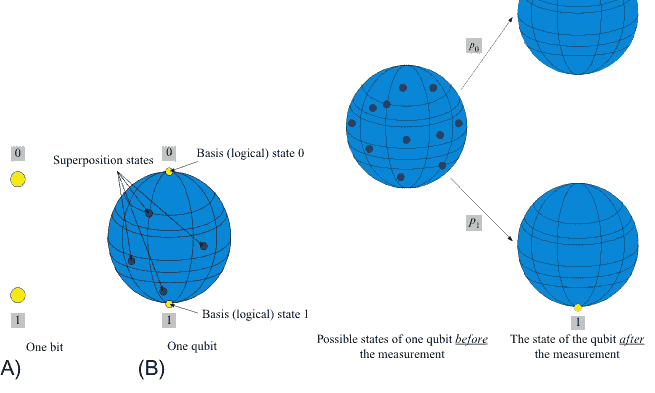 p0
0
0
Basis (logical) state 0
Superposition states
p1
Basis (logical) state 1
1
1
1
One bit
One qubit
Possible states of one qubit before
the measurement
The state of the qubit after
the measurement
A)
(B)